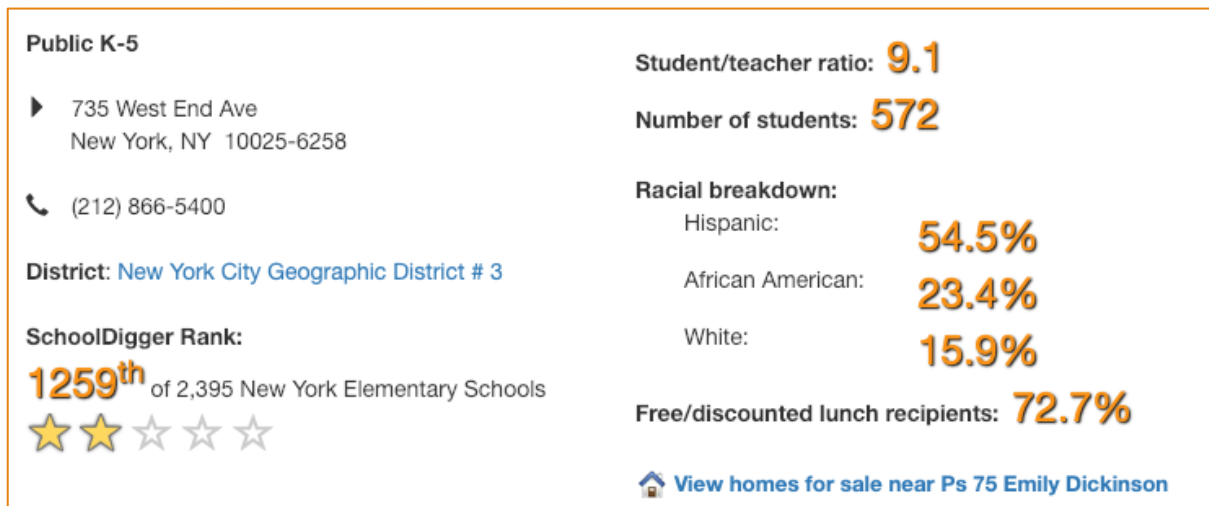 Public K-5
735 West End Ave
New York, NY 10025-6258
(212) 866-5400
District: New York City Geographic District # 3
SchoolDigger Rank:
1259th of 2,395 New York Elementary Schools
Student/teacher ratio: 9.1
Number of students: 572
Racial breakdown:
Hispanic: 54.5%
African American: 23.4%
White: 15.9%
Free/discounted lunch recipients: 72.7%
View homes for sale near Ps 75 Emily Dickinson